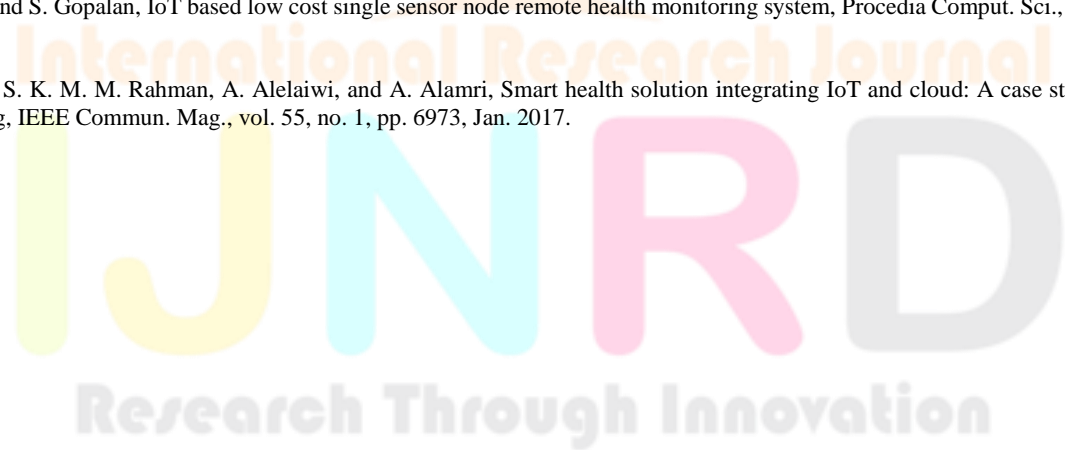 nd S. Gopalan, IoT based low cost single sensor node remote health monitoring system, Procedia Comput. Sci.,
International Research Journal
S. K. M. M. Rahman, A. Alelaiwi, and A. Alamri, Smart health solution integrating IoT and cloud: A case st
g, IEEE Commun. Mag., vol. 55, no. 1, pp. 6973, Jan. 2017.
IJNRD
Research Through Innovation